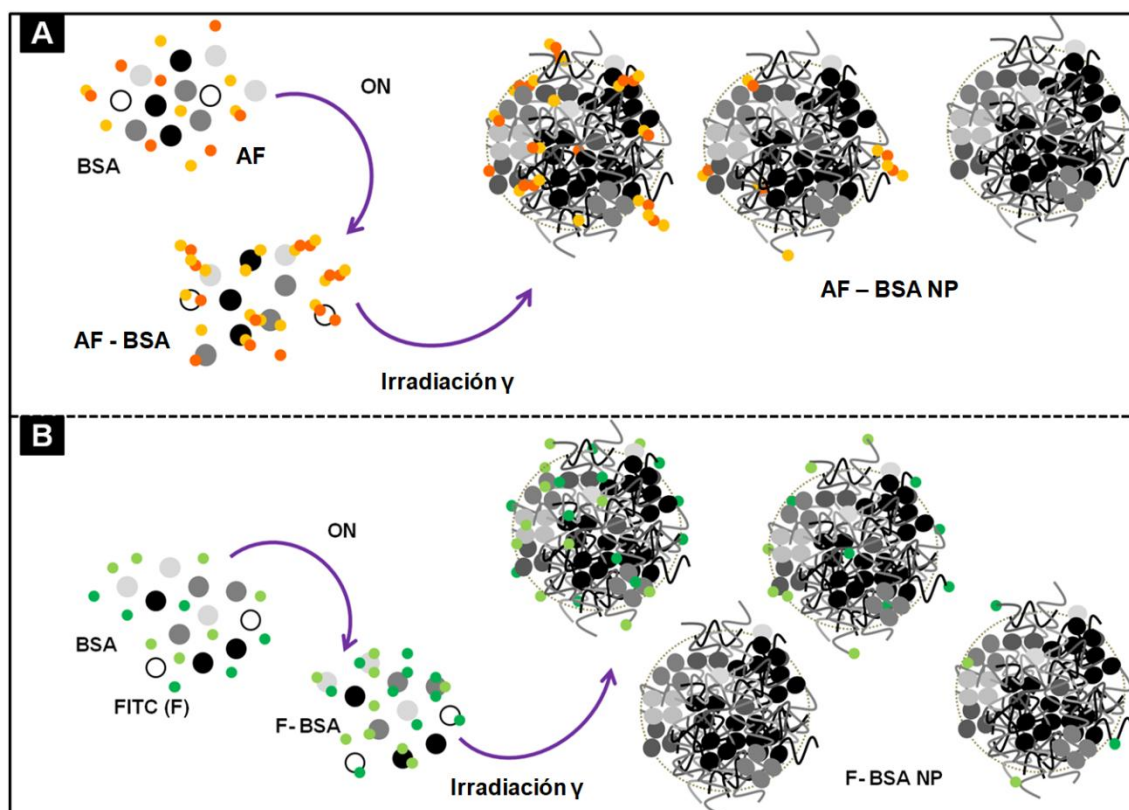 A
ON
BSA
AF
AF - BSA
AF – BSA NP
Irradiación γ
B
ON
BSA
FITC (F)
F- BSA
Irradiación γ
F- BSA NP